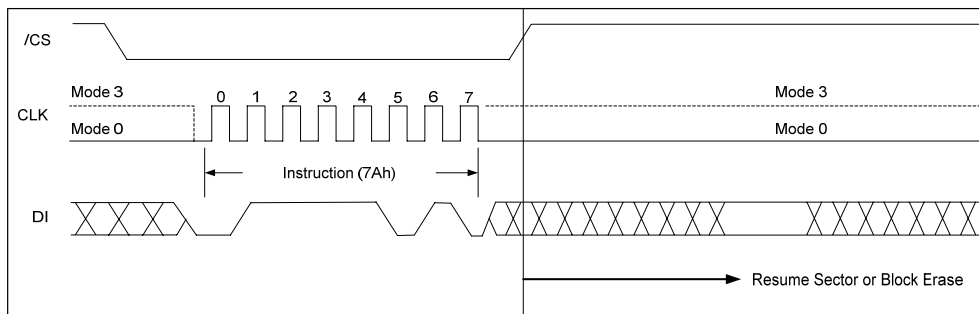 /CS
Mode 3
Mode 3
0 1 2 3 4 5 6 7
CLK
Mode 0
Mode 0
Instruction (7Ah)
DI
Resume Sector or Block Erase